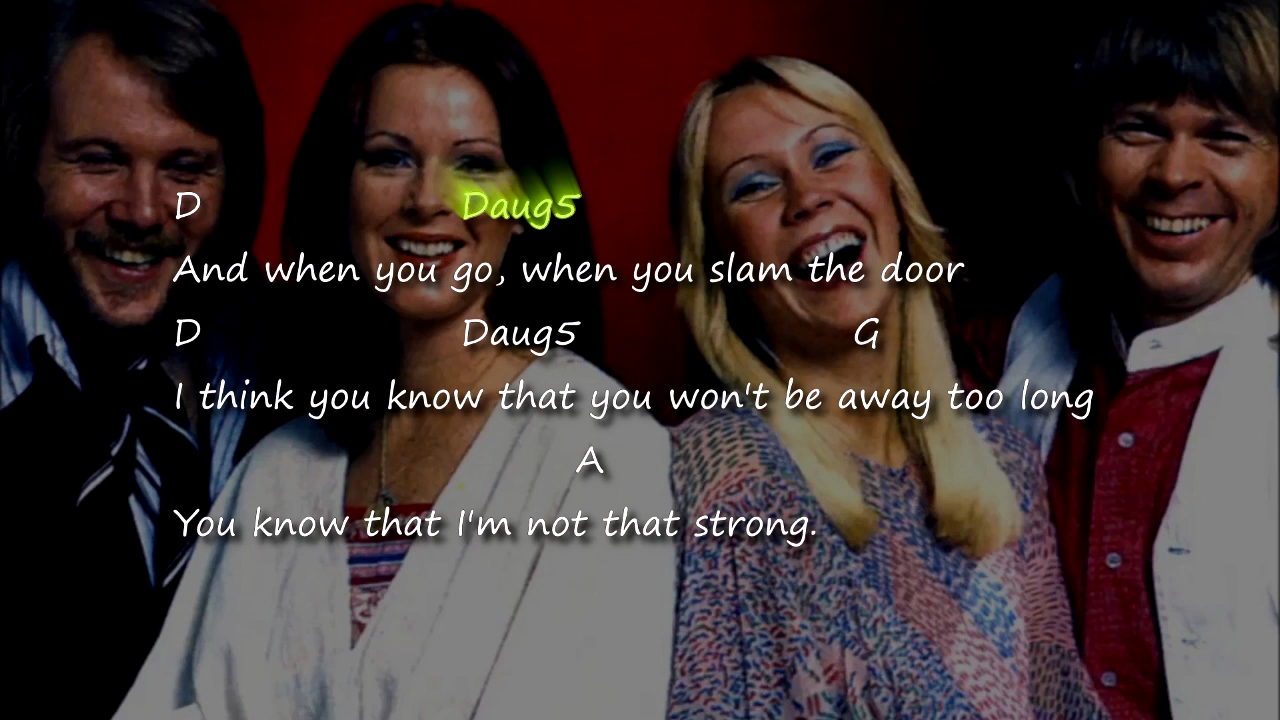 D Daug5
And when you go, when you slam the door
D Daug5 G
I think you know that you won't be away too long
A
You know that I'm not that strong.